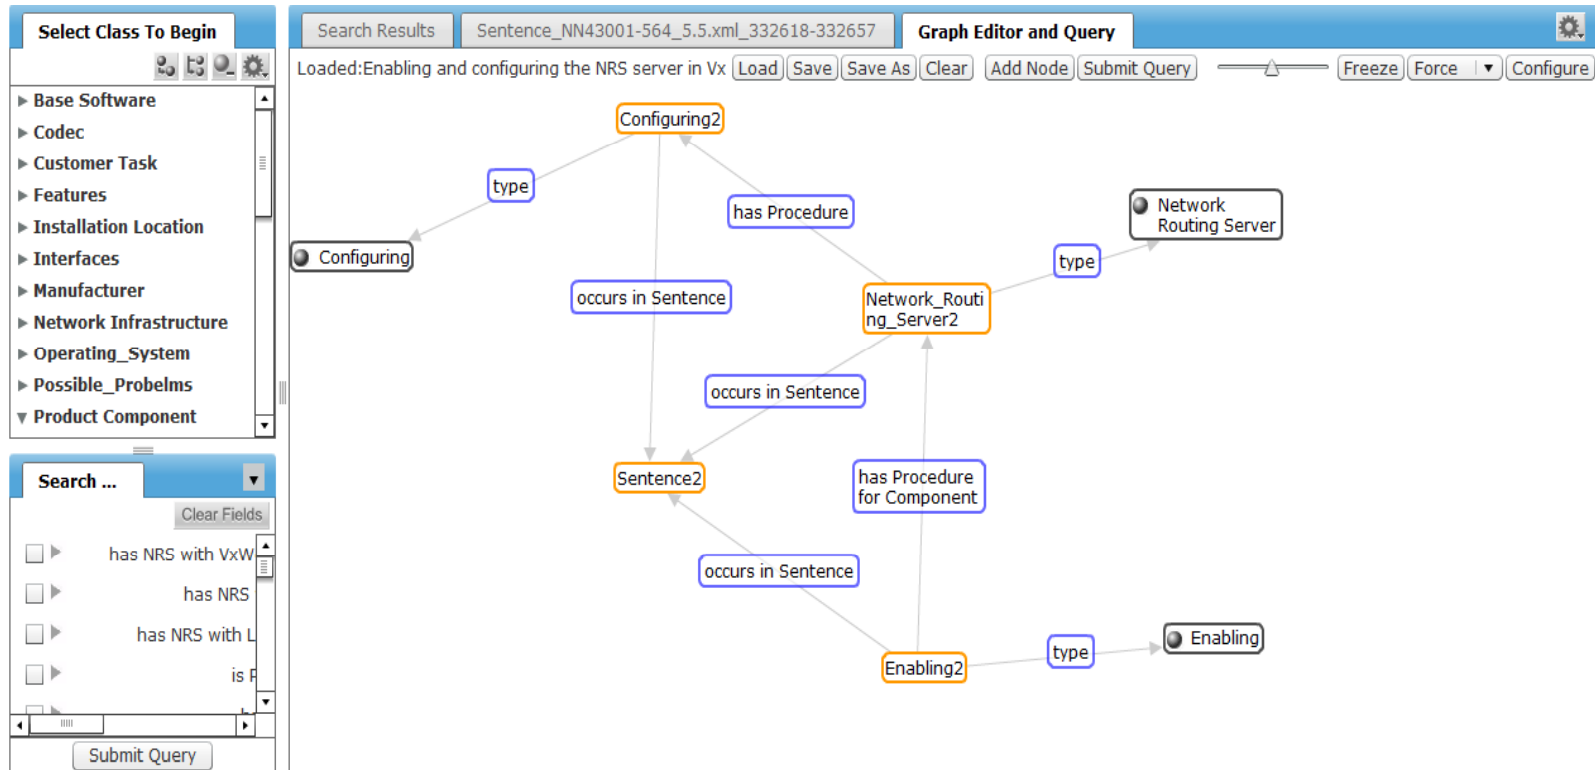 Select Class To Begin
Base Software
Codec
Customer Task
Features
Installation Location
Interfaces
Manufacturer
Network Infrastructure
Operating_System
Possible_Probelms
Product Component
Search ...
Clear Fields
has NRS with VxW
has NRS
has NRS with L
is
Submit Query
Search Results
Sentence_NN43001-564_5.5.xml_332618-332657
Graph Editor and Query
Loaded:Enabling and configuring the NRS server in Vx Load Save Save As Clear Add Node Submit Query Freeze Force Configure
Configuring2
type
has Procedure
Network
Routing Server
Configuring
type
occurs in Sentence
Network_Routi
ng_Server2
occurs in Sentence
Sentence2
has Procedure
for Component
occurs in Sentence
Enabling
type
Enabling2